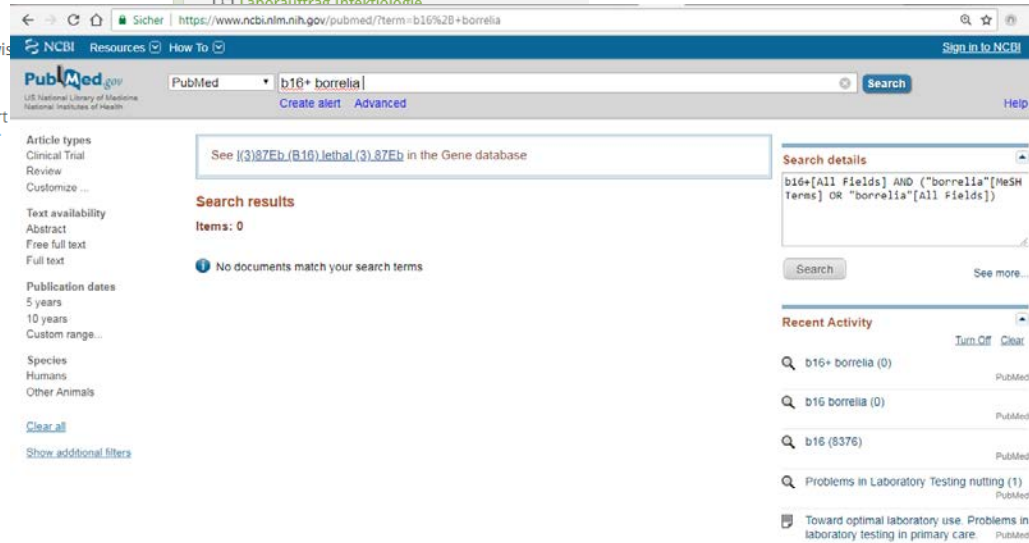 Laborauftrag Infektiologie
Sicher | https://www.ncbi.nlm.nih.gov/pubmed/?term=b16%2B+borrelia
NCBI Resources How To Sign in to NCBI
PubMed.gov
US National Library of Medicine
National Institutes of Health
PubMed b16+ borrelia Search
Create alert Advanced Help
Article types
Clinical Trial
Review
Customize ...
Text availability
Abstract
Free full text
Full text
Publication dates
5 years
10 years
Custom range...
Species
Humans
Other Animals
Clear all
Show additional filters
See l(3)87Eb (B16) lethal (3) 87Eb in the Gene database
Search results
Items: 0
No documents match your search terms
Search details
b16+[All Fields] AND ("borrelia"[MeSH
Terms] OR "borrelia"[All Fields])
Search See more...
Recent Activity
Turn Off Clear
b16+ borrelia (0)
PubMed
b16 borrelia (0)
PubMed
b16 (8376)
PubMed
Problems in Laboratory Testing nutting (1)
PubMed
Toward optimal laboratory use. Problems in
laboratory testing in primary care. PubMed